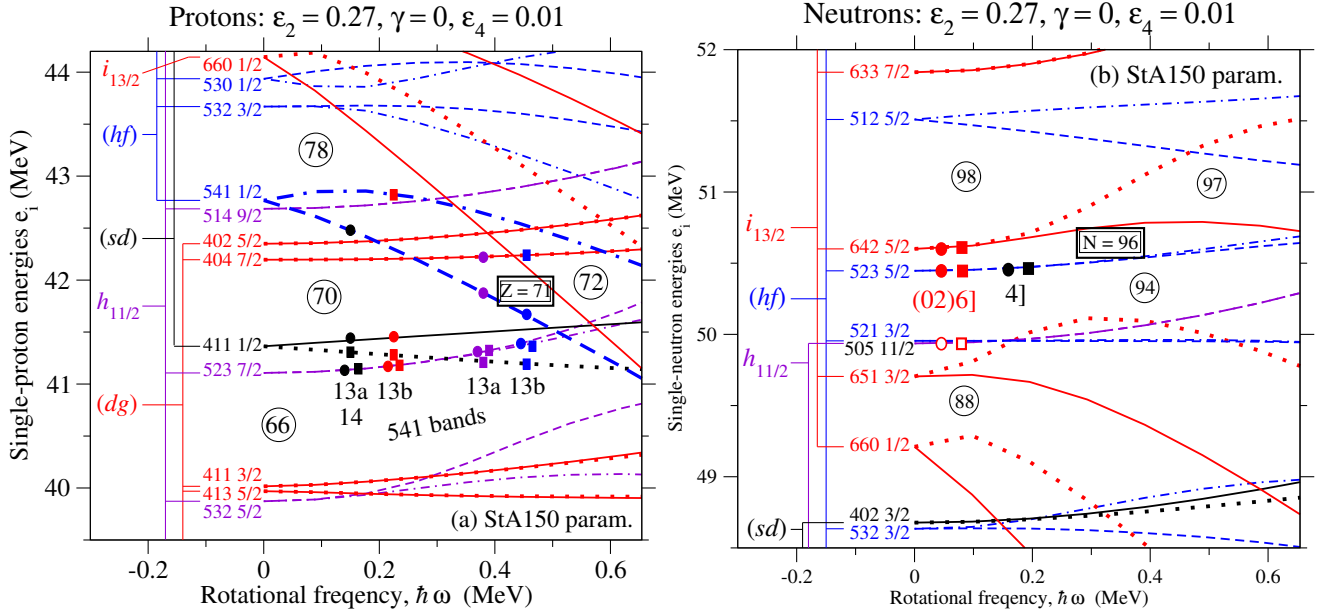 Protons: ε2 = 0.27, γ = 0, ε4 = 0.01
Single-proton energies e_i (MeV)
44
43
42
41
40
i13/2
(hf)
(sd)
h11/2
(dg)
660 1/2
530 1/2
532 3/2
541 1/2
514 9/2
402 5/2
404 7/2
411 1/2
523 7/2
411 3/2
413 5/2
532 5/2
78
70
Z = 71
72
66
13a 13b 13a 13b
14
541 bands
(a) StA150 param.
-0.2 0 0.2 0.4 0.6
Rotational freqency, ħ ω (MeV)
Neutrons: ε2 = 0.27, γ = 0, ε4 = 0.01
Single-neutron energies e_i (MeV)
52
51
50
49
i13/2
(hf)
h11/2
(sd)
633 7/2
512 5/2
642 5/2
523 5/2
521 3/2
505 11/2
651 3/2
660 1/2
402 3/2
532 3/2
(b) StA150 param.
98
97
N = 96
94
(02)6]
4]
88
-0.2 0 0.2 0.4 0.6
Rotational freqency, ħ ω (MeV)